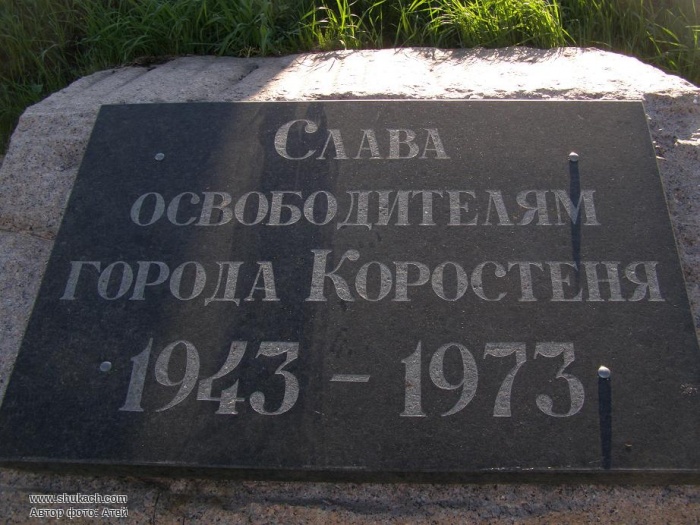 Слава
освободителям
города Коростеня
1943 – 1973
www.shukach.com
Автор фото: Атей